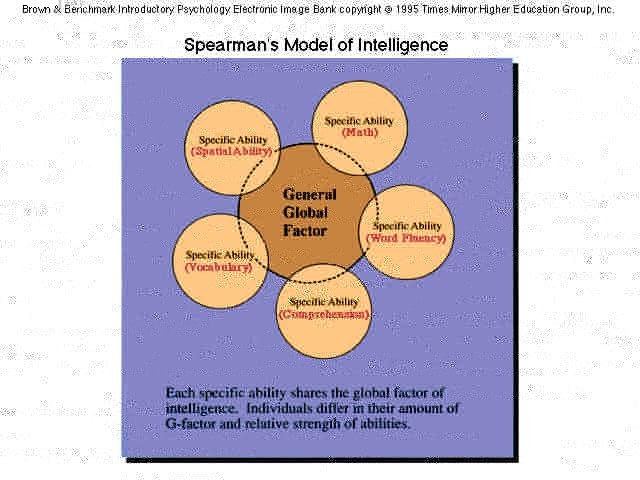 Brown & Benchmark Introductory Psychology Electronic Image Bank copyright © 1995 Times Mirror Higher Education Group, Inc.
Spearman's Model of Intelligence
Specific Ability
(Math)
Specific Ability
(Spatial Ability)
General
Global
Factor
Specific Ability
(Word Fluency)
Specific Ability
(Vocabulary)
Specific Ability
(Comprehension)
Each specific ability shares the global factor of
intelligence. Individuals differ in their amount of
G-factor and relative strength of abilities.